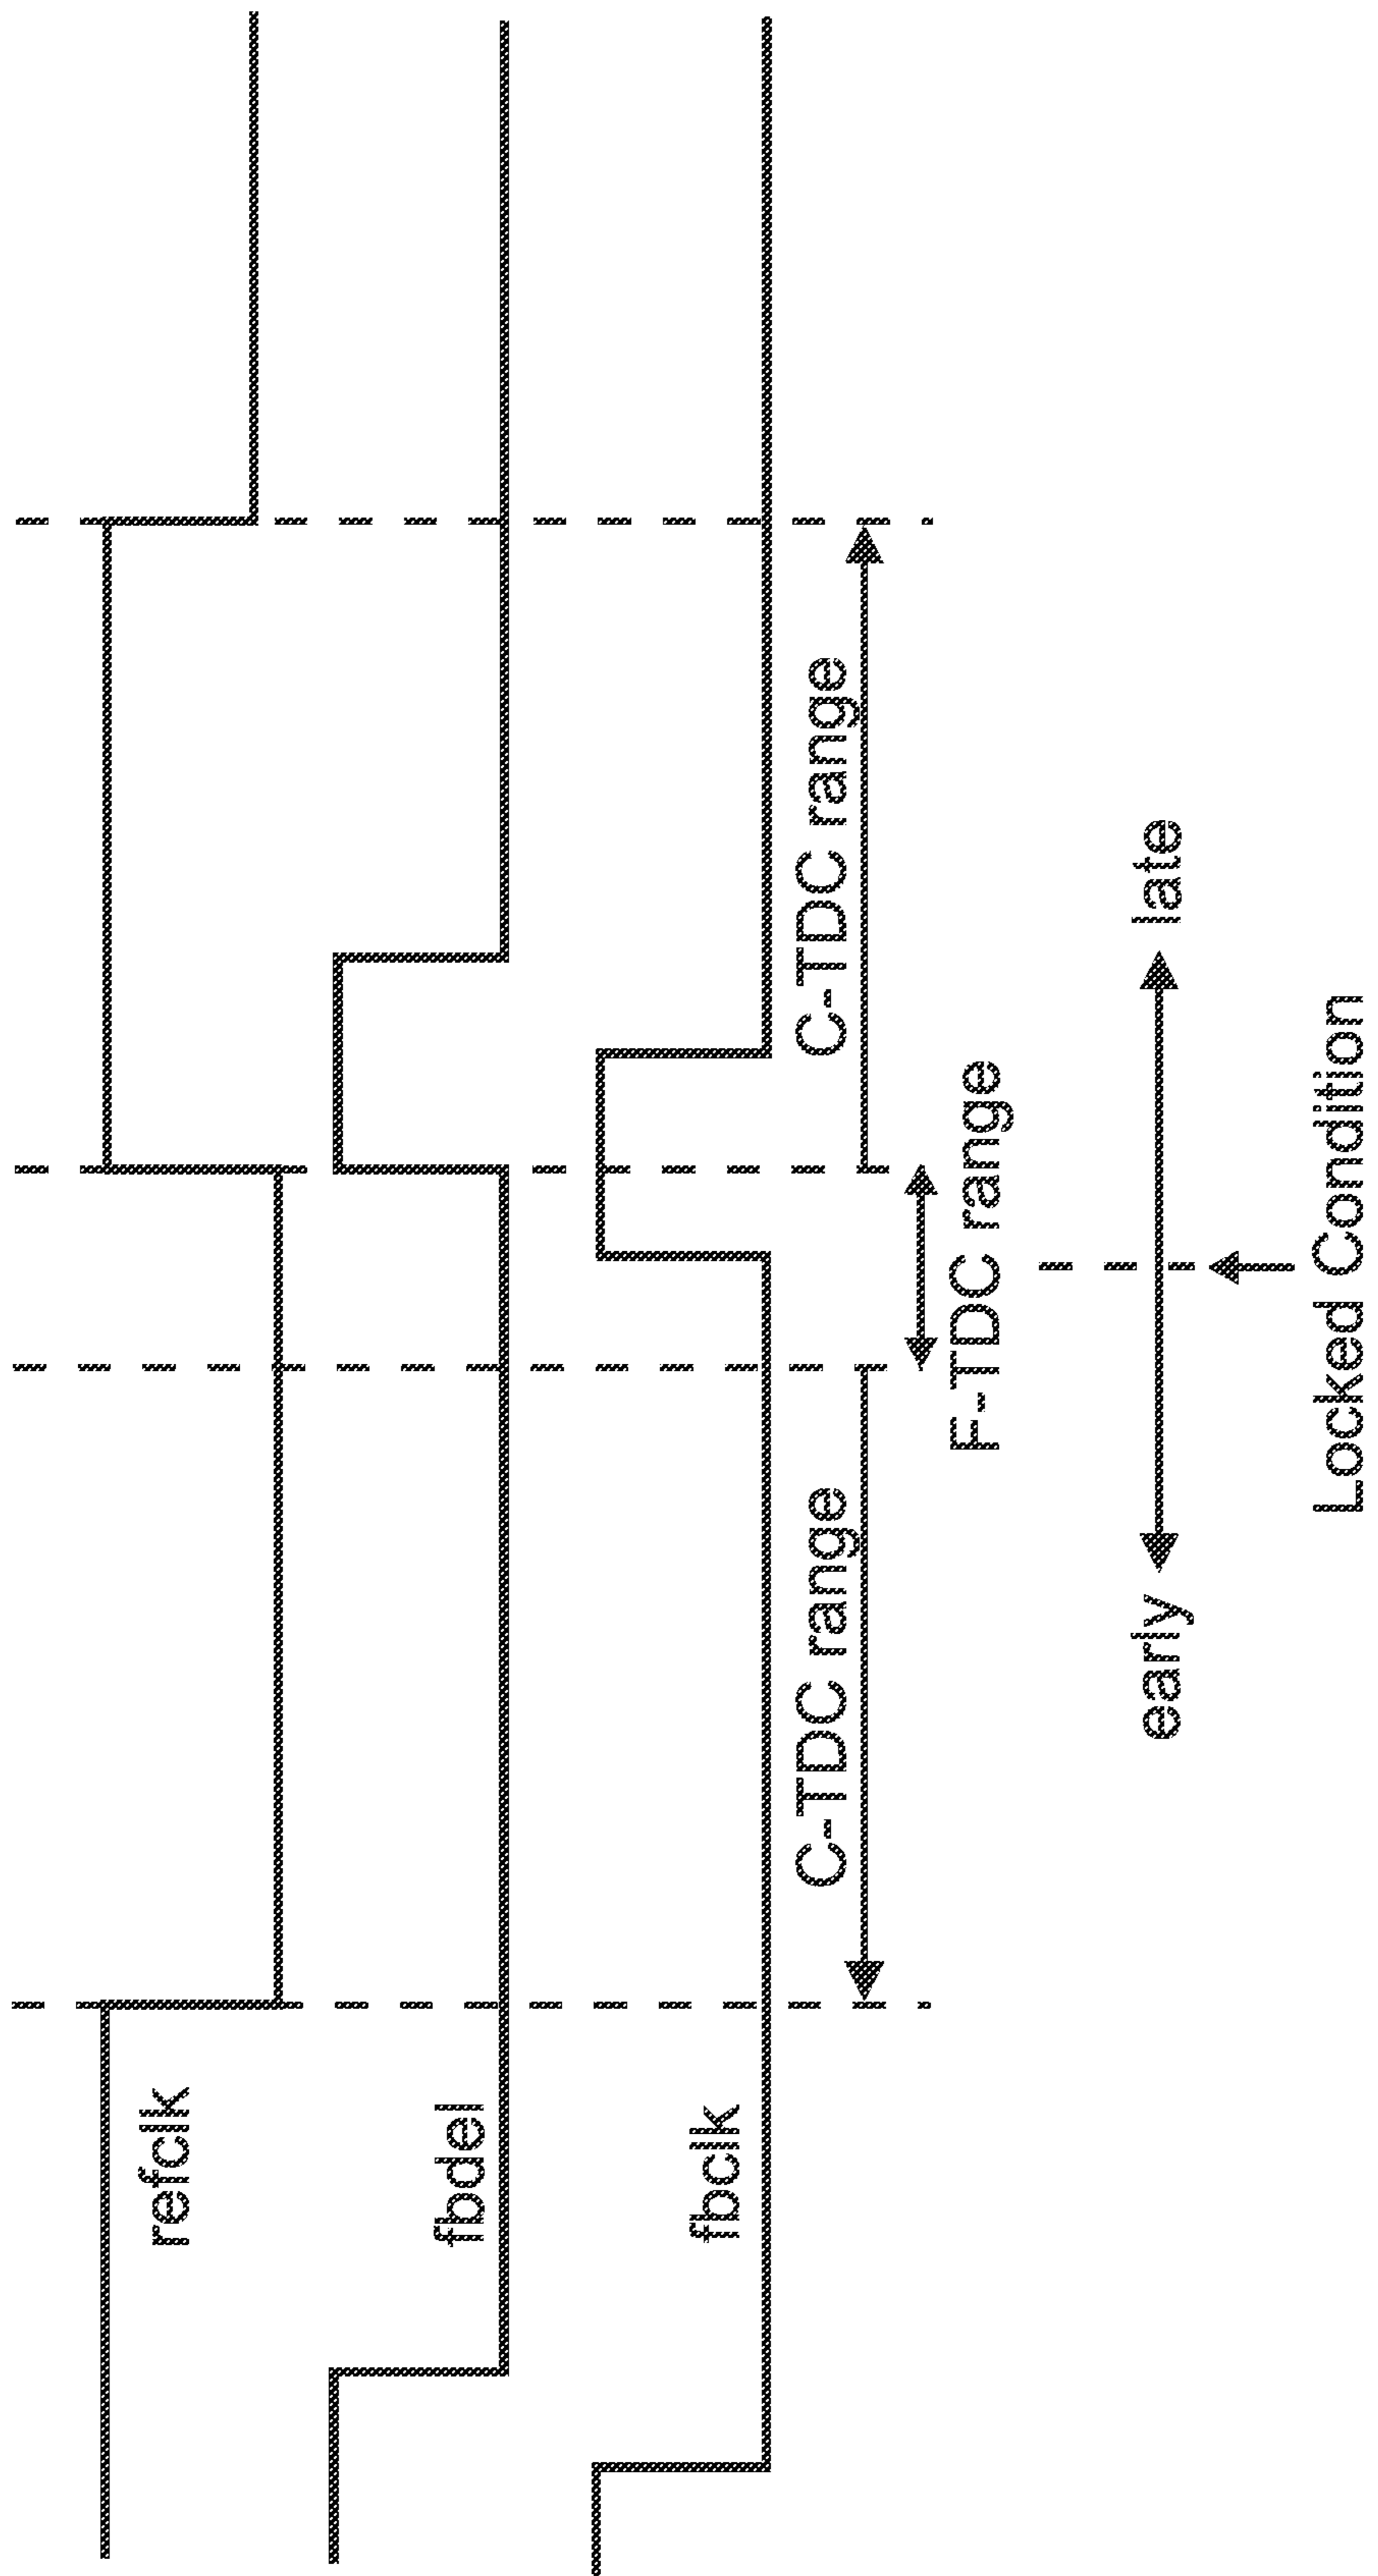 refclk
fbdel
fbclk
C-TDC range
C-TDC range
F-TDC range
early
late
Locked Condition